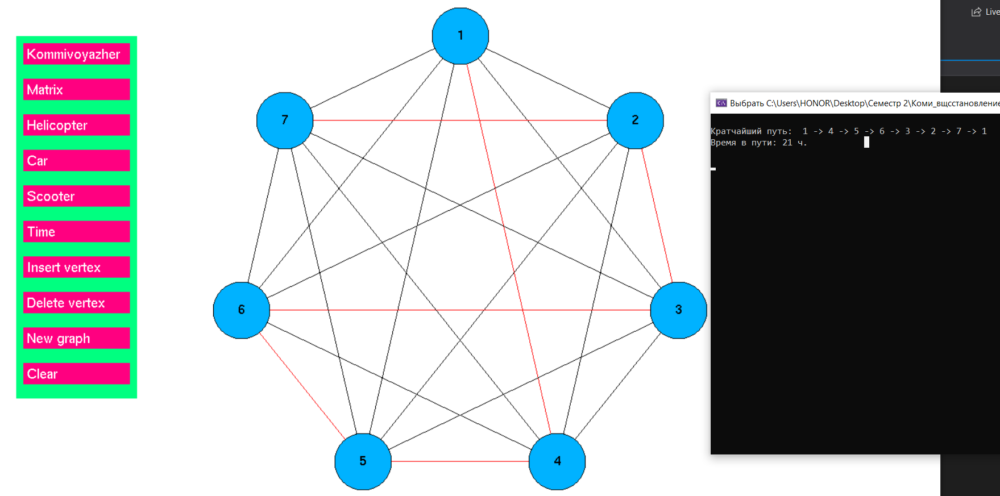 Kommivoyazher
Matrix
Helicopter
Car
Scooter
Time
Insert vertex
Delete vertex
New graph
Clear
1
2
3
4
5
6
7
Live
Выбрать C:\Users\HONOR\Desktop\Семестр 2\Коми_вщсстановление
Кратчайший путь:  1 -> 4 -> 5 -> 6 -> 3 -> 2 -> 7 -> 1
Время в пути: 21 ч.